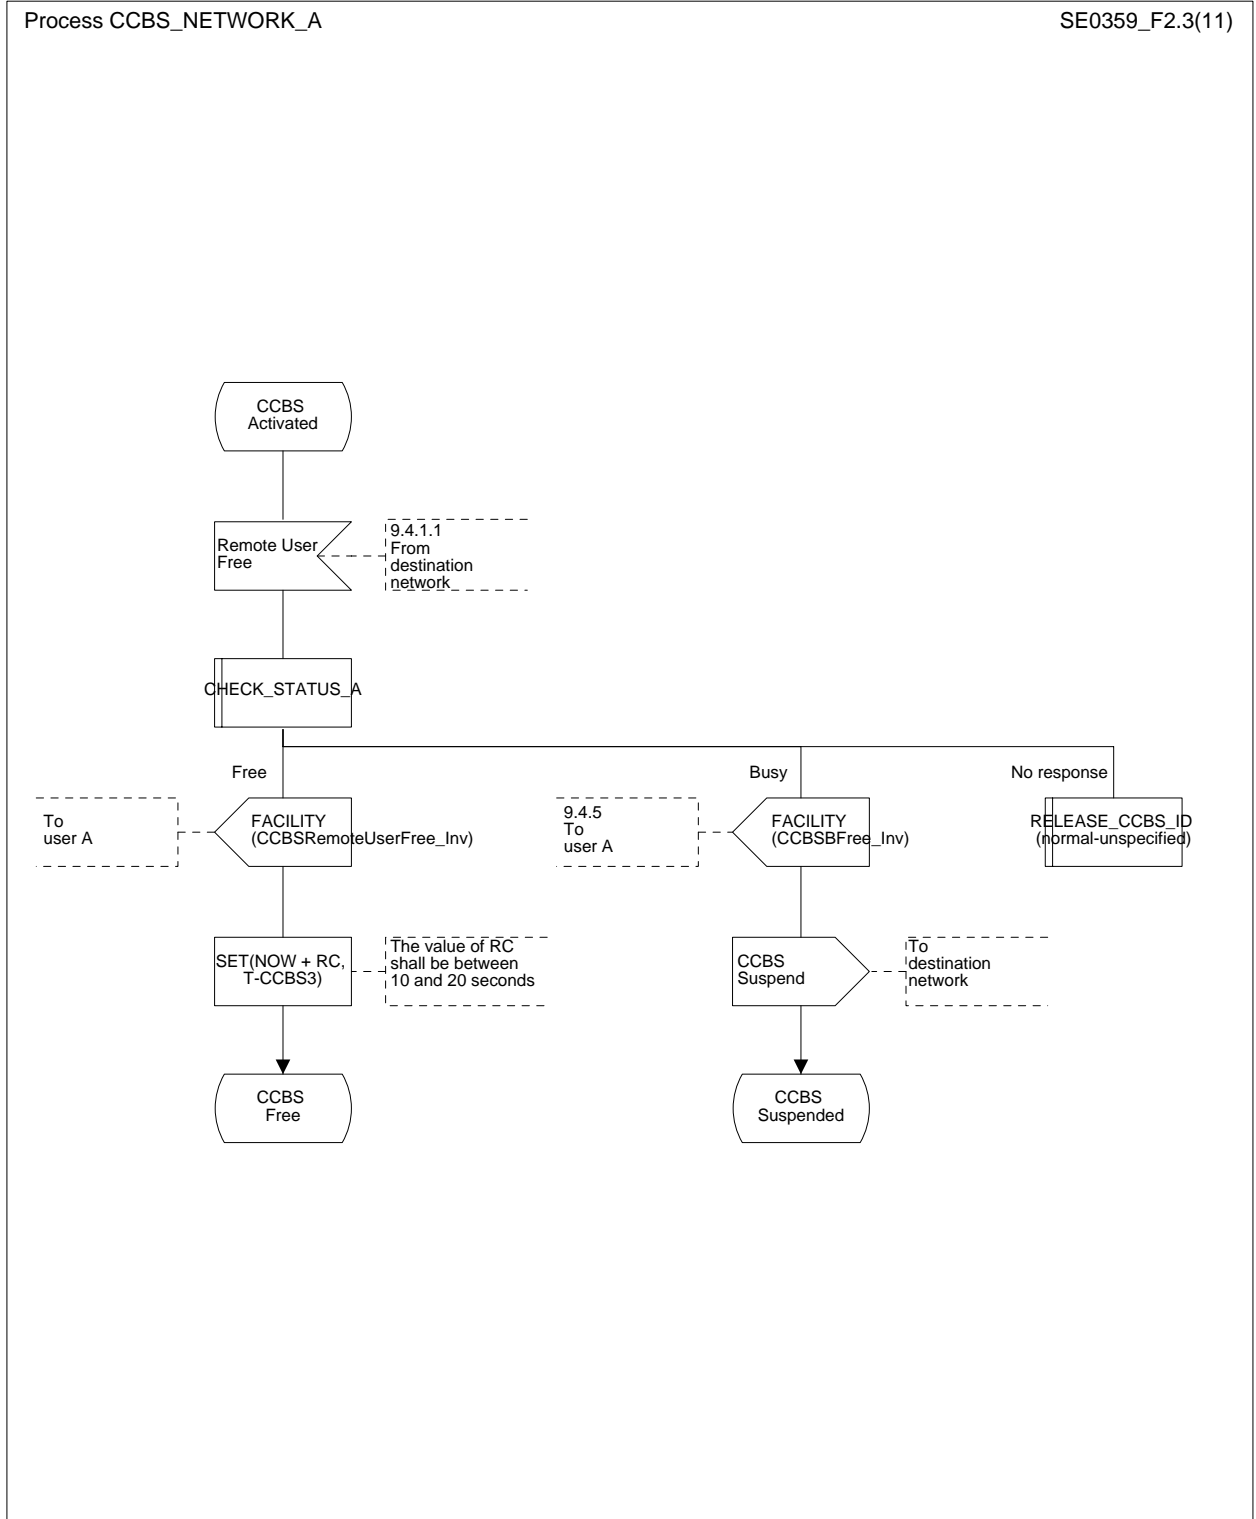 Process CCBS_NETWORK_A
SE0359_F2.3(11)
CCBS
Activated
Remote User
Free
9.4.1.1
From
destination
network
CHECK_STATUS_A
Free
Busy
No response
To
user A
FACILITY
(CCBSRemoteUserFree_Inv)
9.4.5
To
user A
FACILITY
(CCBSBFree_Inv)
RELEASE_CCBS_ID
(normal-unspecified)
SET(NOW + RC,
T-CCBS3)
The value of RC
shall be between
10 and 20 seconds
CCBS
Suspend
To
destination
network
CCBS
Free
CCBS
Suspended